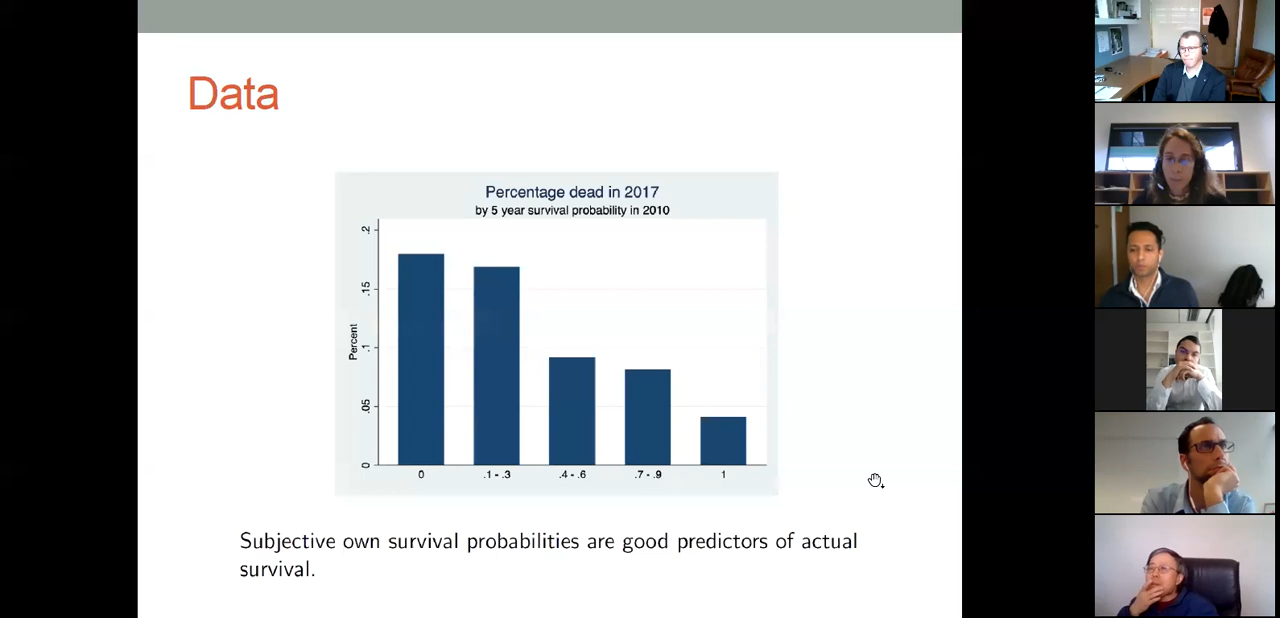 Data
Percentage dead in 2017
by 5 year survival probability in 2010
Percent
.2
.15
.1
.05
0
0 .1 - .3 .4 - .6 .7 - .9 1
Subjective own survival probabilities are good predictors of actual
survival.